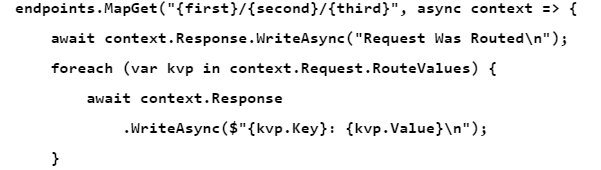 endpoints.MapGet("{first}/{second}/{third}", async context => {
    await context.Response.WriteAsync("Request Was Routed\n");
    foreach (var kvp in context.Request.RouteValues) {
        await context.Response
            .WriteAsync($"{kvp.Key}: {kvp.Value}\n");
    }